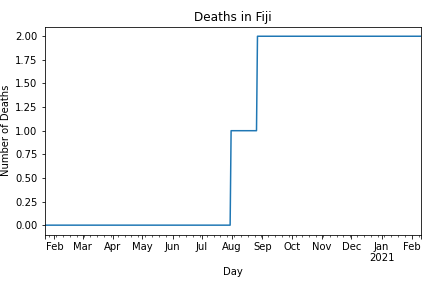 Deaths in Fiji
Number of Deaths
2.00
1.75
1.50
1.25
1.00
0.75
0.50
0.25
0.00
Feb Mar Apr May Jun Jul Aug Sep Oct Nov Dec Jan Feb
2021
Day